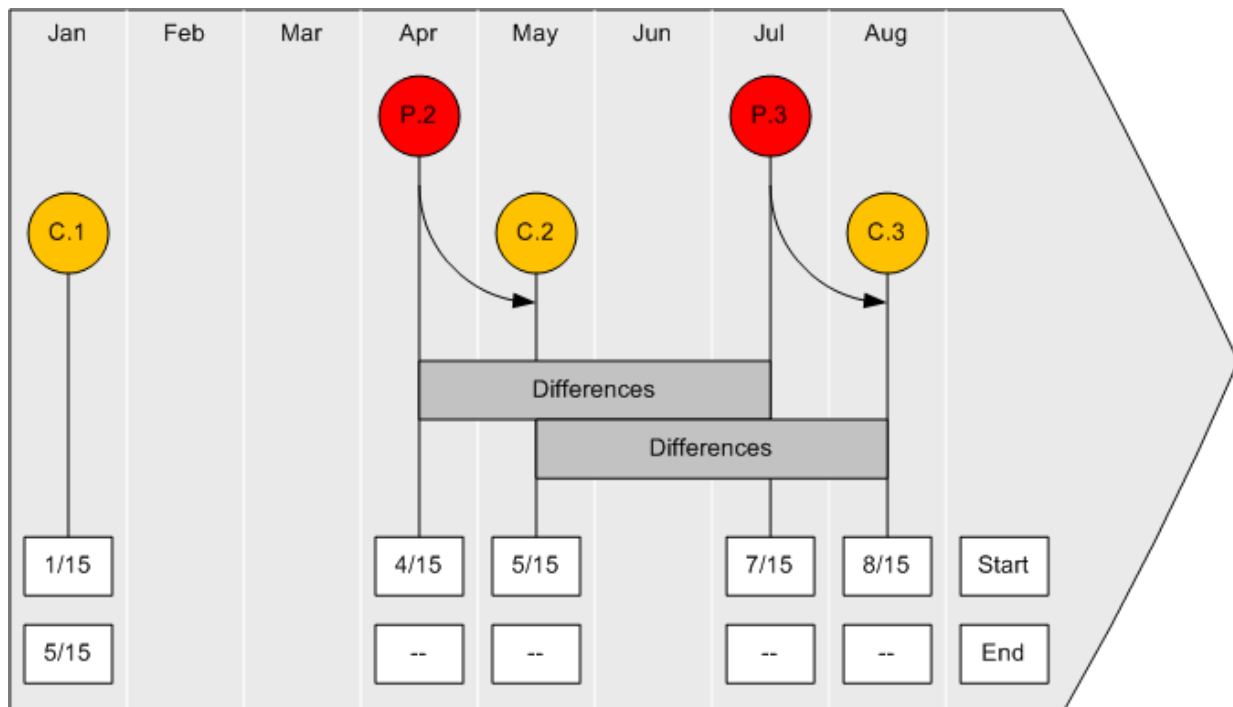 Jan
Feb
Mar
Apr
May
Jun
Jul
Aug
P.2
P.3
C.1
C.2
C.3
Differences
Differences
1/15
4/15
5/15
7/15
8/15
Start
5/15
--
--
--
--
End